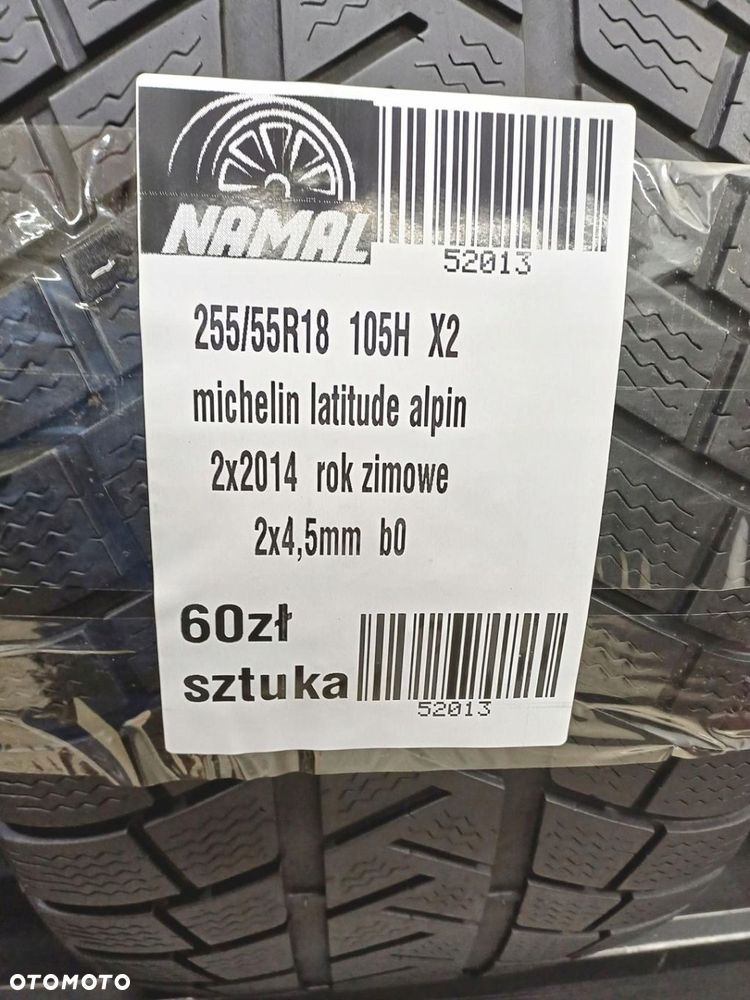 NAMAL
52013
255/55R18 105H X2
michelin latitude alpin
2x2014 rok zimowe
2x4,5mm b0
60zł
sztuka
52013
OTOMOTO